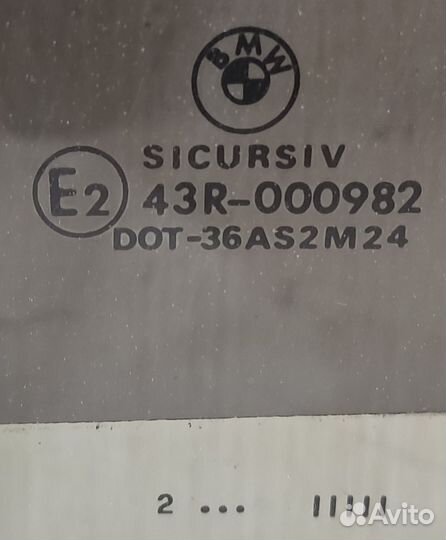 BMW
SICURSIV
E2 43R-000982
DOT-36AS2M24
2 ... IIIII
Avito